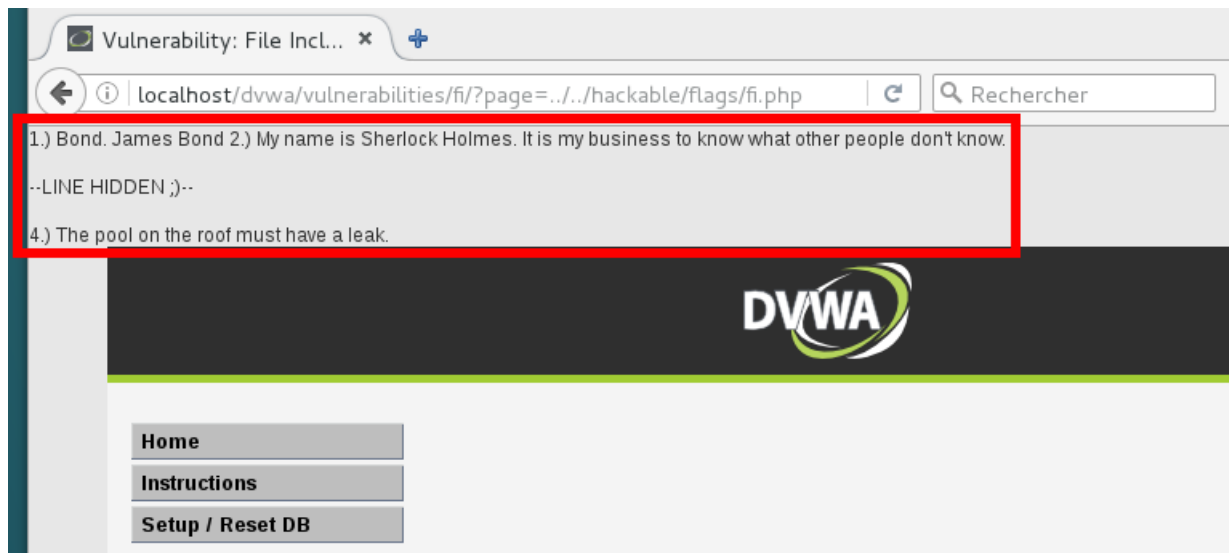 Vulnerability: File Incl...
localhost/dvwa/vulnerabilities/fi/?page=../../hackable/flags/fi.php
Rechercher
1.) Bond. James Bond 2.) My name is Sherlock Holmes. It is my business to know what other people don't know.
--LINE HIDDEN ;)--
4.) The pool on the roof must have a leak.
DVWA
Home
Instructions
Setup / Reset DB